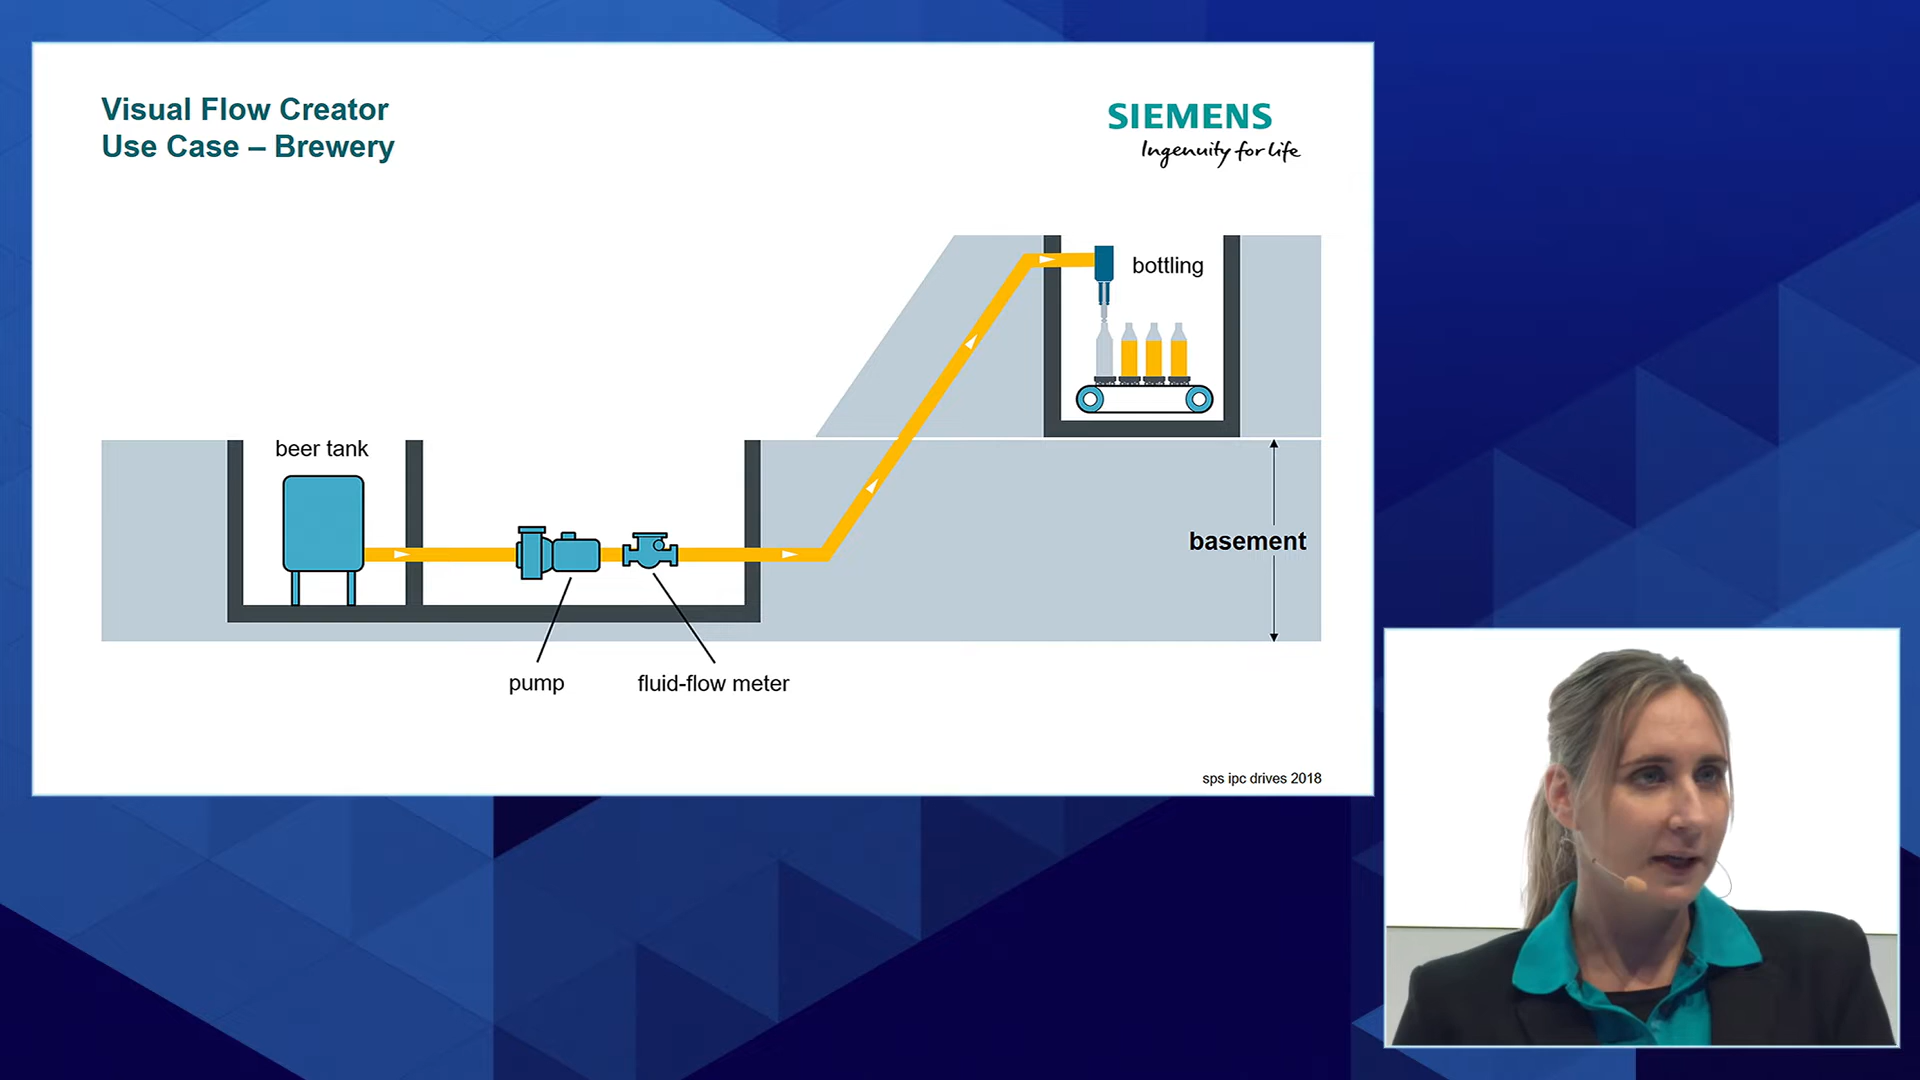 Visual Flow Creator
Use Case – Brewery
SIEMENS
Ingenuity for life
bottling
beer tank
basement
pump
fluid-flow meter
sps ipc drives 2018